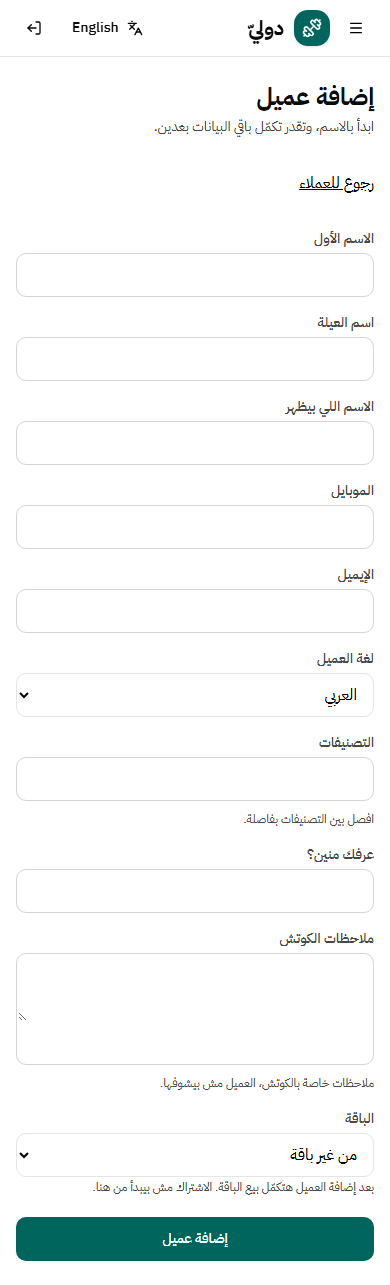 دوليّ
English
إضافة عميل
ابدأ بالاسم، وتقدر تكمّل باقي البيانات بعدين.
رجوع للعملاء
الاسم الأول
اسم العيلة
الاسم اللي بيظهر
الموبايل
الإيميل
لغة العميل
العربي
التصنيفات
افصل بين التصنيفات بفاصلة.
عرفك منين؟
ملاحظات الكوتش
ملاحظات خاصة بالكوتش، العميل مش بيشوفها.
الباقة
من غير باقة
بعد إضافة العميل هتكمّل بيع الباقة. الاشتراك مش بيبدأ من هنا.
إضافة عميل